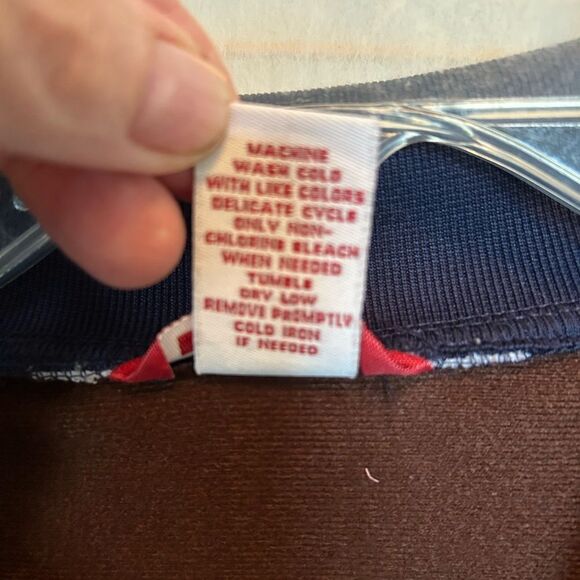 MACHINE
WASH COLD
WITH LIKE COLORS
DELICATE CYCLE
ONLY NON-
CHLORINE BLEACH
WHEN NEEDED
TUMBLE
DRY LOW
REMOVE PROMPTLY
COLD IRON
IF NEEDED